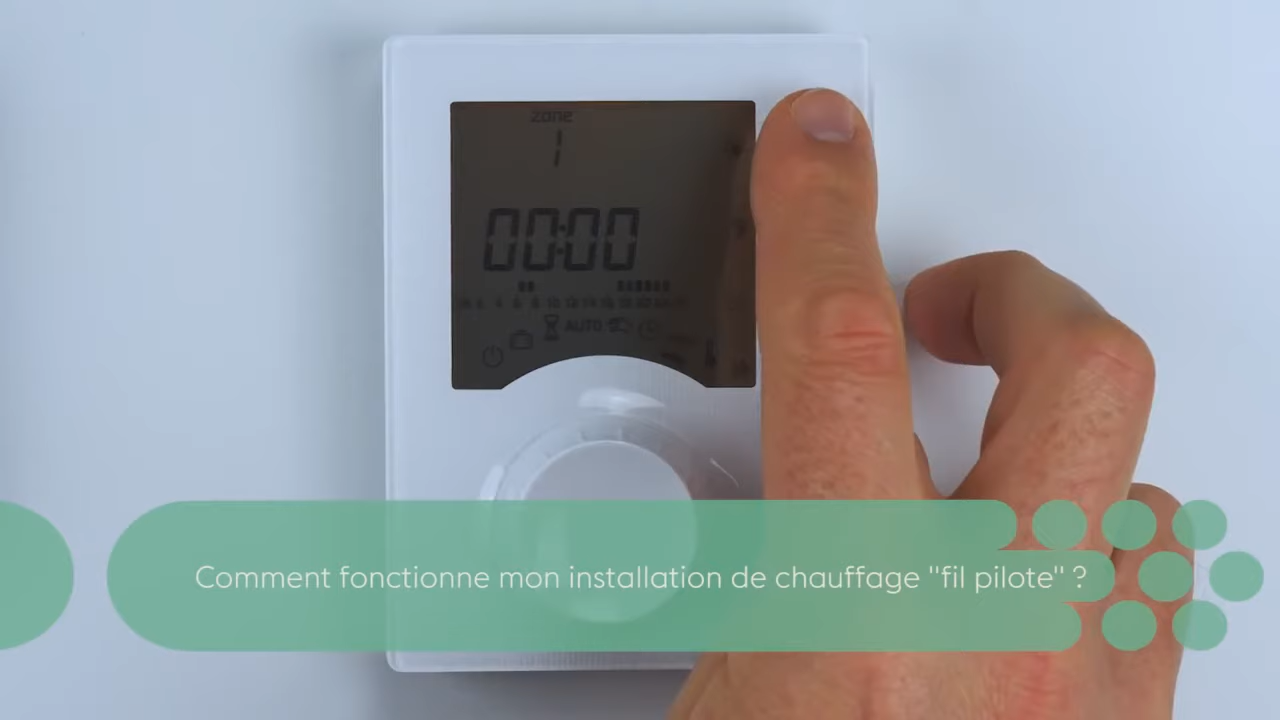 zone
1
00:00
AUTO
Comment fonctionne mon installation de chauffage "fil pilote" ?